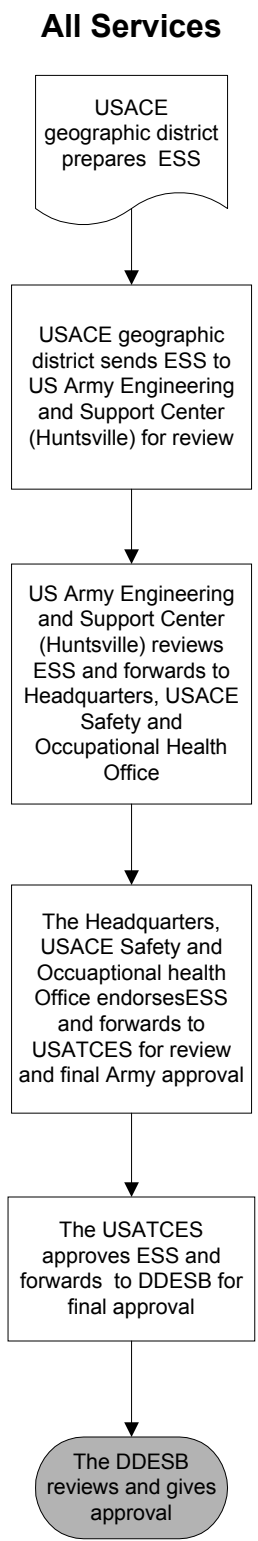 All Services
USACE
geographic district
prepares ESS
USACE geographic
district sends ESS to
US Army Engineering
and Support Center
(Huntsville) for review
US Army Engineering
and Support Center
(Huntsville) reviews
ESS and forwards to
Headquarters, USACE
Safety and
Occupational Health
Office
The Headquarters,
USACE Safety and
Occuaptional health
Office endorsesESS
and forwards to
USATCES for review
and final Army approval
The USATCES
approves ESS and
forwards to DDESB for
final approval
The DDESB
reviews and gives
approval